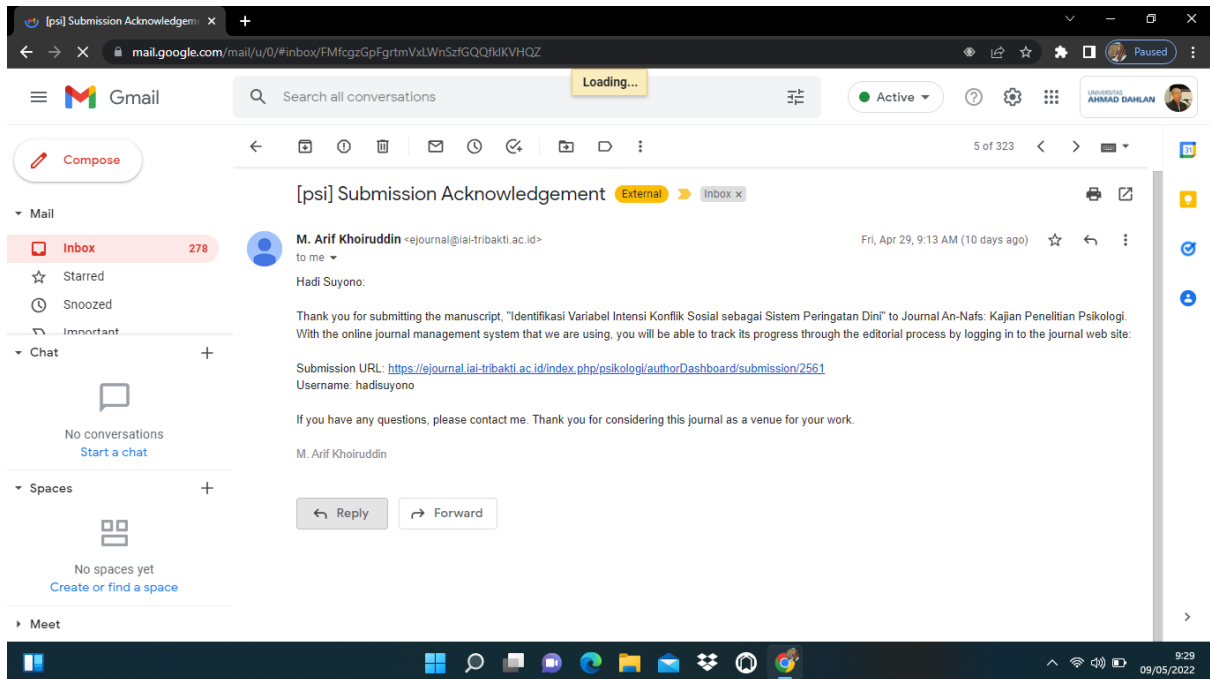 [psi] Submission Acknowledgeme
mail.google.com/mail/u/0/#inbox/FMfcgzGpFgrtmVxLWnSzfGQQfklKVHQZ
Paused
Loading...
Gmail
Search all conversations
Active
UNIVERSITAS
AHMAD DAHLAN
Compose
5 of 323
31
[psi] Submission Acknowledgement External Inbox x
Mail
Inbox 278
Starred
Snoozed
Important
M. Arif Khoiruddin <ejournal@iai-tribakti.ac.id>
Fri, Apr 29, 9:13 AM (10 days ago)
to me
Hadi Suyono:
Thank you for submitting the manuscript, "Identifikasi Variabel Intensi Konflik Sosial sebagai Sistem Peringatan Dini" to Journal An-Nafs: Kajian Penelitian Psikologi.
With the online journal management system that we are using, you will be able to track its progress through the editorial process by logging in to the journal web site:
Submission URL: https://ejournal.iai-tribakti.ac.id/index.php/psikologi/authorDashboard/submission/2561
Username: hadisuyono
If you have any questions, please contact me. Thank you for considering this journal as a venue for your work.
M. Arif Khoiruddin
Reply
Forward
Chat
No conversations
Start a chat
Spaces
No spaces yet
Create or find a space
Meet
9:29
09/05/2022